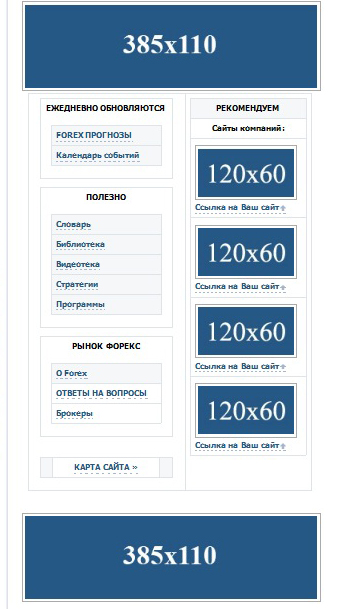 385x110
ЕЖЕДНЕВНО ОБНОВЛЯЮТСЯ
FOREX ПРОГНОЗЫ
Календарь событий
ПОЛЕЗНО
Словарь
Библиотека
Видеотека
Стратегии
Программы
РЫНОК ФОРЕКС
О Forex
ОТВЕТЫ НА ВОПРОСЫ
Брокеры
КАРТА САЙТА »
РЕКОМЕНДУЕМ
Сайты компаний:
120x60
Ссылка на Ваш сайт
120x60
Ссылка на Ваш сайт
120x60
Ссылка на Ваш сайт
120x60
Ссылка на Ваш сайт
385x110